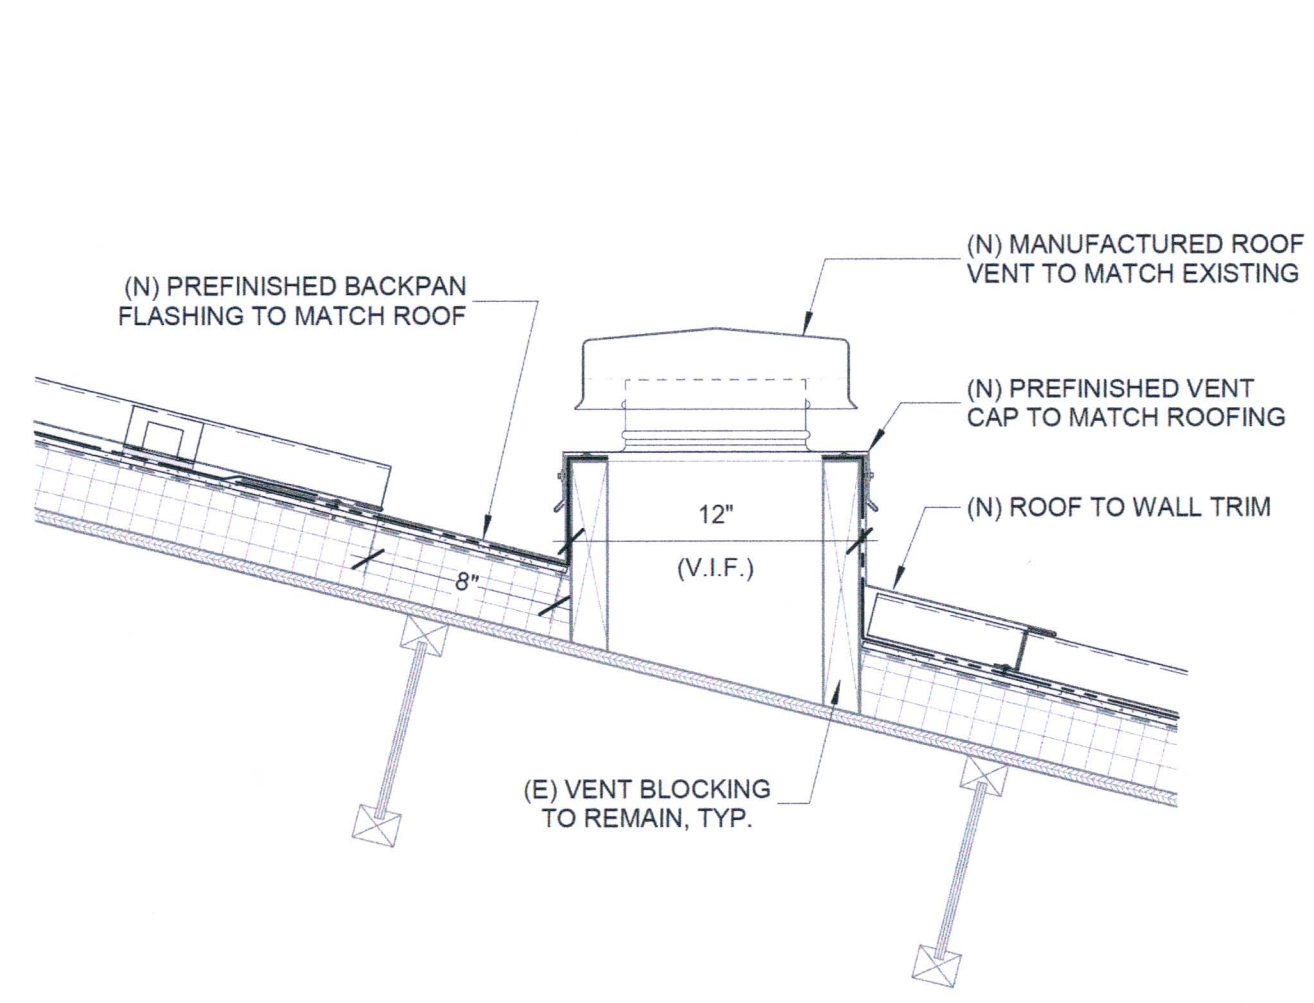 (N) MANUFACTURED ROOF
VENT TO MATCH EXISTING
(N) PREFINISHED BACKPAN
FLASHING TO MATCH ROOF
(N) PREFINISHED VENT
CAP TO MATCH ROOFING
(N) ROOF TO WALL TRIM
12"
(V.I.F.)
8"
(E) VENT BLOCKING
TO REMAIN, TYP.